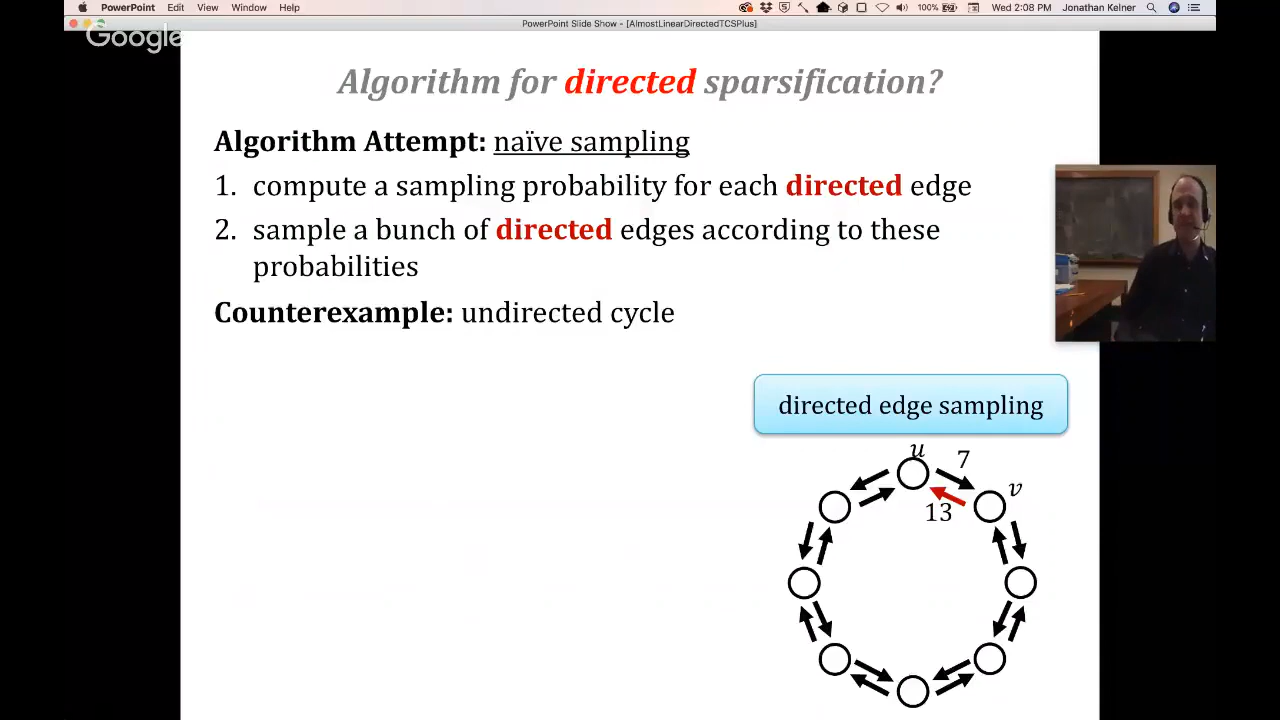 PowerPoint Edit View Window Help 100% Wed 2:08 PM Jonathan Kelner
PowerPoint Slide Show - [AlmostLinearDirectedTCSPlus]
Google
Algorithm for directed sparsification?
Algorithm Attempt: naïve sampling
1. compute a sampling probability for each directed edge
2. sample a bunch of directed edges according to these
probabilities
Counterexample: undirected cycle
directed edge sampling
u
7
v
13